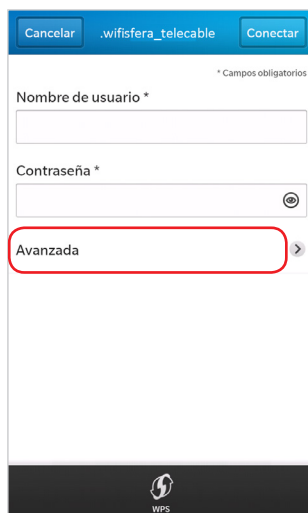 Cancelar .wifisfera_telecable Conectar
* Campos obligatorios
Nombre de usuario *
Contraseña *
Avanzada
WPS